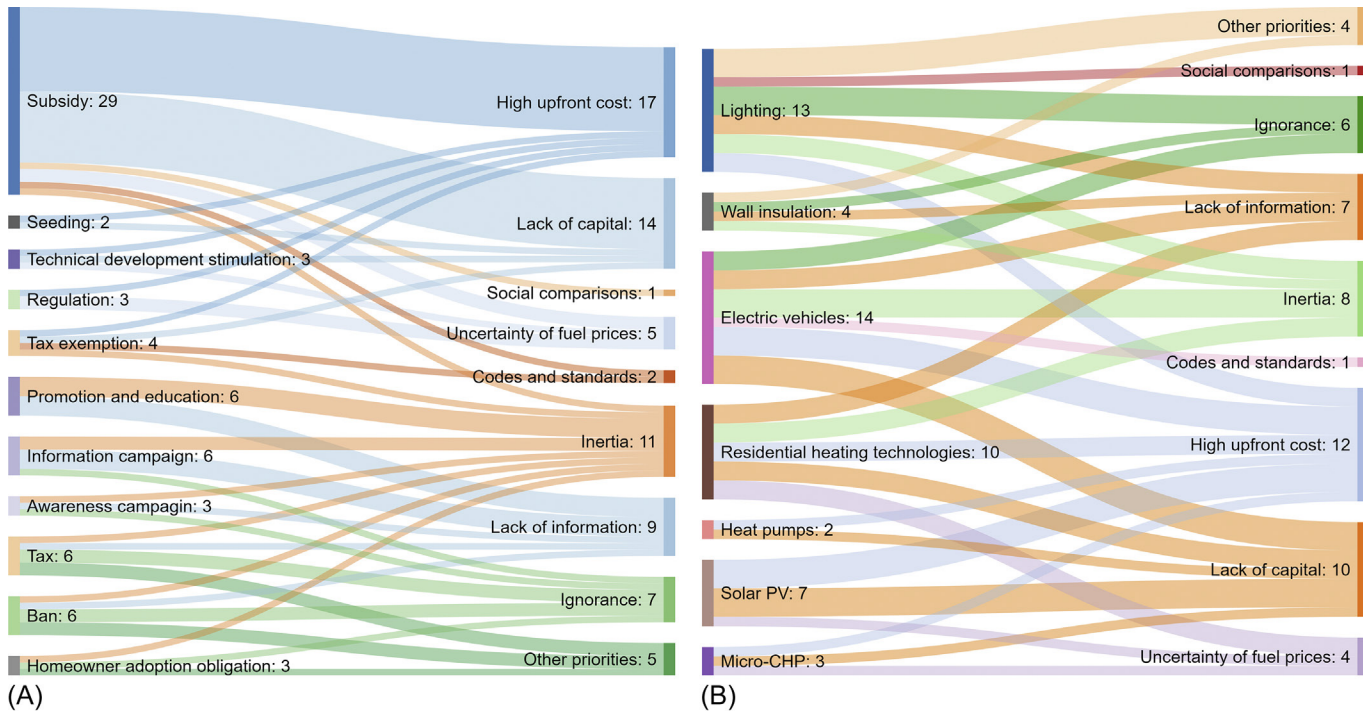 Subsidy: 29
Seeding: 2
Technical development stimulation: 3
Regulation: 3
Tax exemption: 4
Promotion and education: 6
Information campaign: 6
Awareness campagin: 3
Tax: 6
Ban: 6
Homeowner adoption obligation: 3
High upfront cost: 17
Lack of capital: 14
Social comparisons: 1
Uncertainty of fuel prices: 5
Codes and standards: 2
Inertia: 11
Lack of information: 9
Ignorance: 7
Other priorities: 5
(A)
Lighting: 13
Wall insulation: 4
Electric vehicles: 14
Residential heating technologies: 10
Heat pumps: 2
Solar PV: 7
Micro-CHP: 3
Other priorities: 4
Social comparisons: 1
Ignorance: 6
Lack of information: 7
Inertia: 8
Codes and standards: 1
High upfront cost: 12
Lack of capital: 10
Uncertainty of fuel prices: 4
(B)